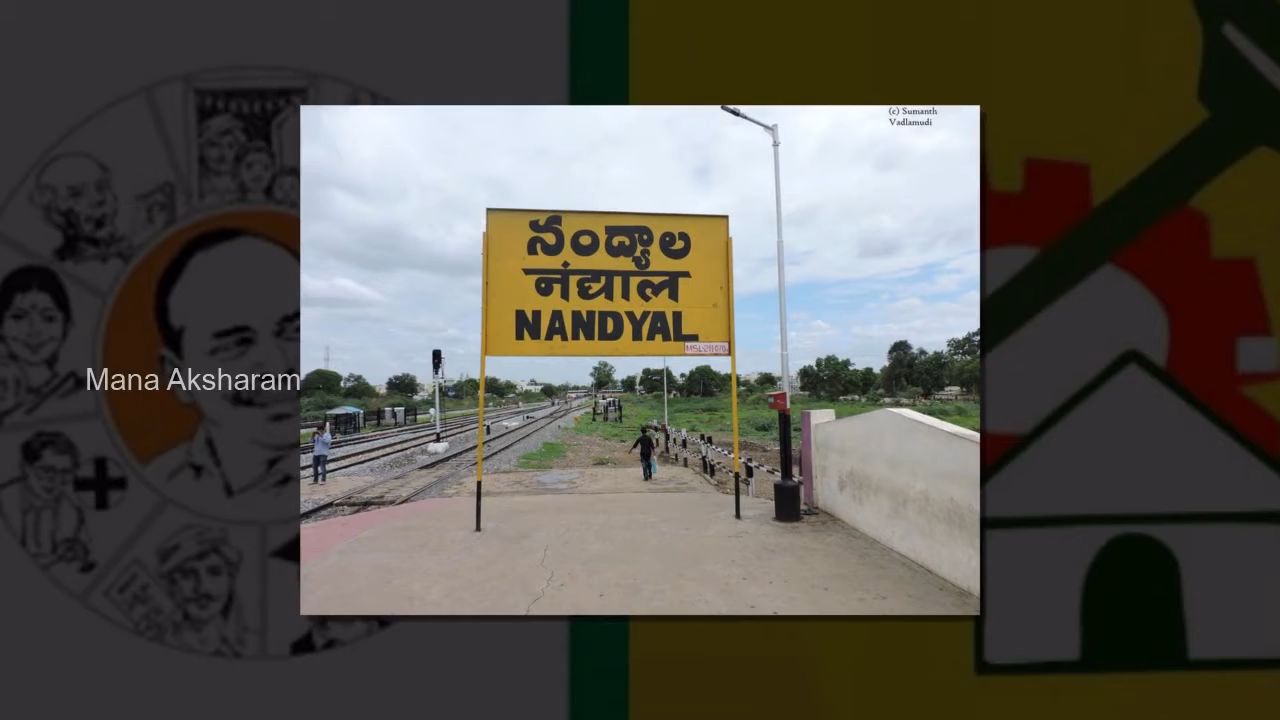 (c) Sumanth
Vadlamudi
నంద్యాల
नंद्याल
NANDYAL
Mana Aksharam